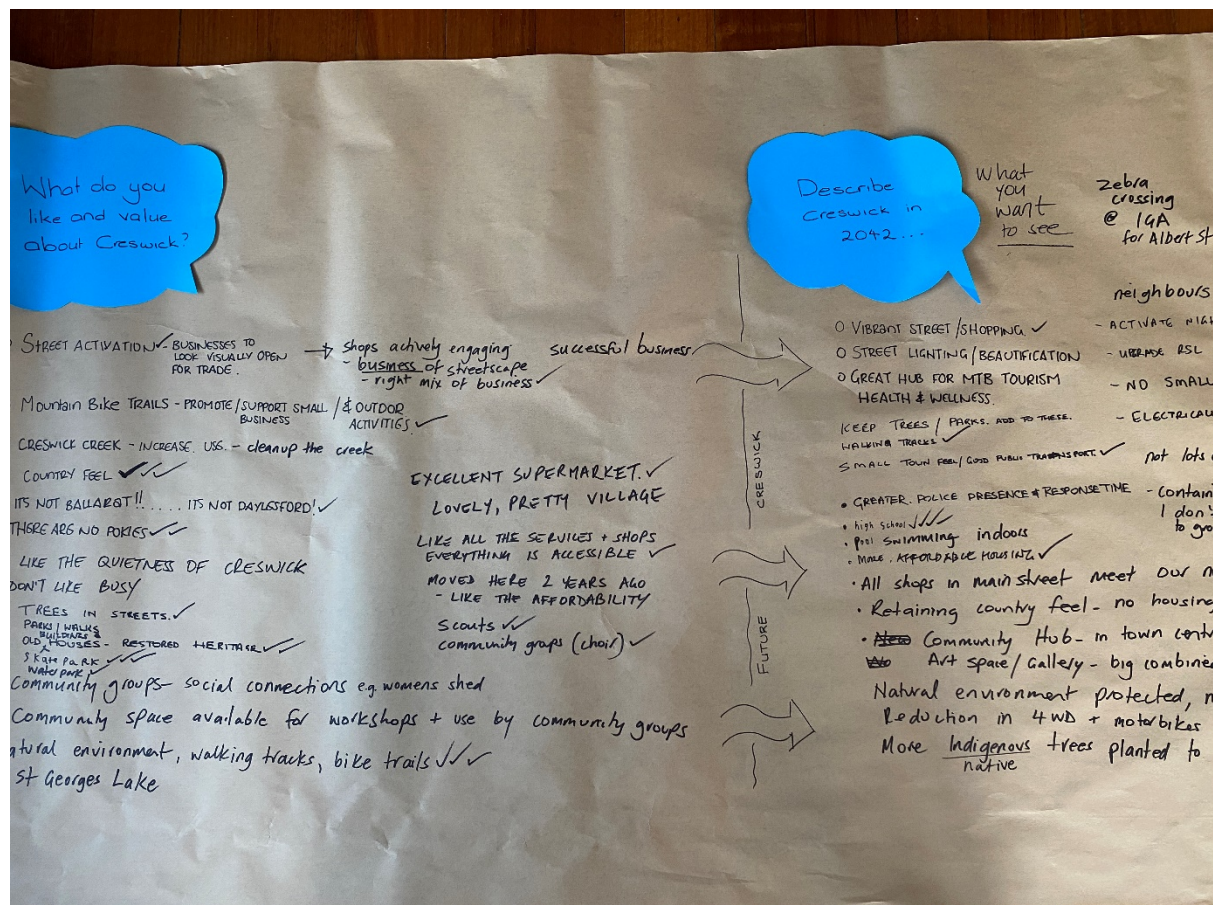 What do you
like and value
about Creswick?
STREET ACTIVATION ✓ - BUSINESSES TO
LOOK VISUALLY OPEN
FOR TRADE.
→ shops actively engaging
- business of streetscape
- right mix of business ✓
successful business
Mountain Bike TRAILS - PROMOTE/SUPPORT SMALL / & OUTDOOR
BUSINESS ACTIVITIES ✓
CRESWICK CREEK - INCREASE USE. - cleanup the creek
COUNTRY FEEL ✓✓✓
ITS NOT BALLARAT!! .... ITS NOT DAYLESFORD! ✓
THERE ARE NO POKIES ✓✓
LIKE THE QUIETNESS OF CRESWICK
DON'T LIKE BUSY
TREES IN STREETS. ✓
PARKS/WALKS
BUILDINGS &
OLD HOUSES - RESTORED HERITAGE ✓✓
Skate PARK ✓✓✓
water park ✓
Community groups - social connections e.g. womens shed
Community space available for workshops + use by community groups
atural environment, walking tracks, bike trails ✓✓✓
St Georges Lake
EXCELLENT SUPERMARKET. ✓
LOVELY, PRETTY VILLAGE
LIKE ALL THE SERVICES + SHOPS
EVERYTHING IS ACCESSIBLE ✓
MOVED HERE 2 YEARS AGO
- LIKE THE AFFORDABILITY
Scouts ✓✓
community groups (choir) ✓
CRESWICK
FUTURE
Describe
Creswick in
2042...
What
you
want
to see
Zebra
crossing
@ IGA
for Albert St
neighbours
O VIBRANT STREET/SHOPPING ✓
O STREET LIGHTING/BEAUTIFICATION
O GREAT HUB FOR MTB TOURISM
HEALTH & WELLNESS.
KEEP TREES / PARKS. ADD TO THESE.
WALKING TRACKS ✓
SMALL TOWN FEEL/GOOD PUBLIC TRANSPORT. ✓
• GREATER POLICE PRESENCE & RESPONSE TIME
• high school ✓✓✓
• pool swimming indoors
• MORE AFFORDABLE HOUSING ✓
• All shops in main street meet our n
• Retaining country feel - no housing
• Community Hub - in town centr
Art space/Gallery - big combine
Natural environment protected, n
Reduction in 4WD + motorbikes
More Indigenous trees planted to
native
- ACTIVATE NIG
- UPGRADE RSL
- NO SMALL
- ELECTRICAL
not lots
- contain
I don't
to gro